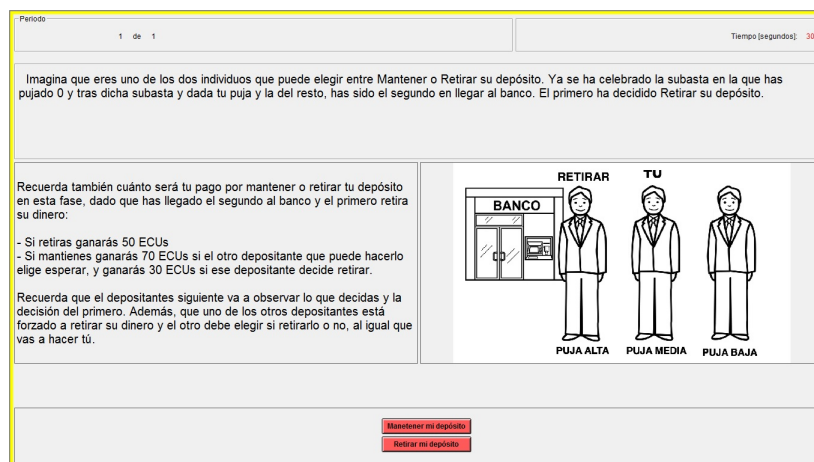 Periodo
1 de 1
Tiempo [segundos]: 30
Imagina que eres uno de los dos individuos que puede elegir entre Mantener o Retirar su depósito. Ya se ha celebrado la subasta en la que has
pujado 0 y tras dicha subasta y dada tu puja y la del resto, has sido el segundo en llegar al banco. El primero ha decidido Retirar su depósito.
Recuerda también cuánto será tu pago por mantener o retirar tu depósito
en esta fase, dado que has llegado el segundo al banco y el primero retira
su dinero:
- Si retiras ganarás 50 ECUs
- Si mantienes ganarás 70 ECUs si el otro depositante que puede hacerlo
elige esperar, y ganarás 30 ECUs si ese depositante decide retirar.
Recuerda que el depositantes siguiente va a observar lo que decidas y la
decisión del primero. Además, que uno de los otros depositantes está
forzado a retirar su dinero y el otro debe elegir si retirarlo o no, al igual que
vas a hacer tú.
RETIRAR TU
BANCO
PUJA ALTA PUJA MEDIA PUJA BAJA
Manetener mi depósito
Retirar mi depósito